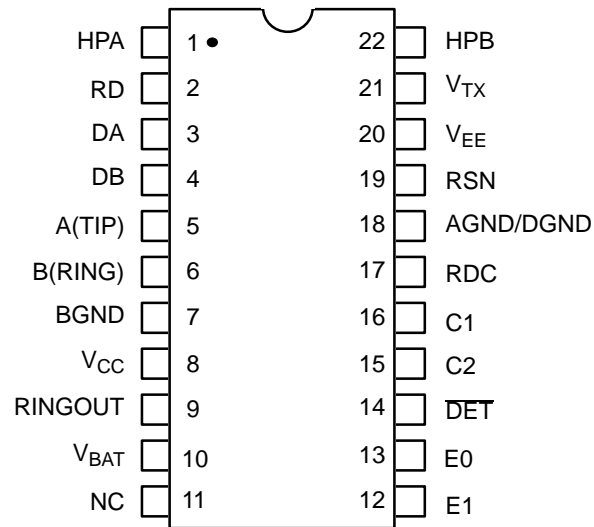 HPA 1 22 HPB
RD 2 21 VTX
DA 3 20 VEE
DB 4 19 RSN
A(TIP) 5 18 AGND/DGND
B(RING) 6 17 RDC
BGND 7 16 C1
VCC 8 15 C2
RINGOUT 9 14 DET
VBAT 10 13 E0
NC 11 12 E1